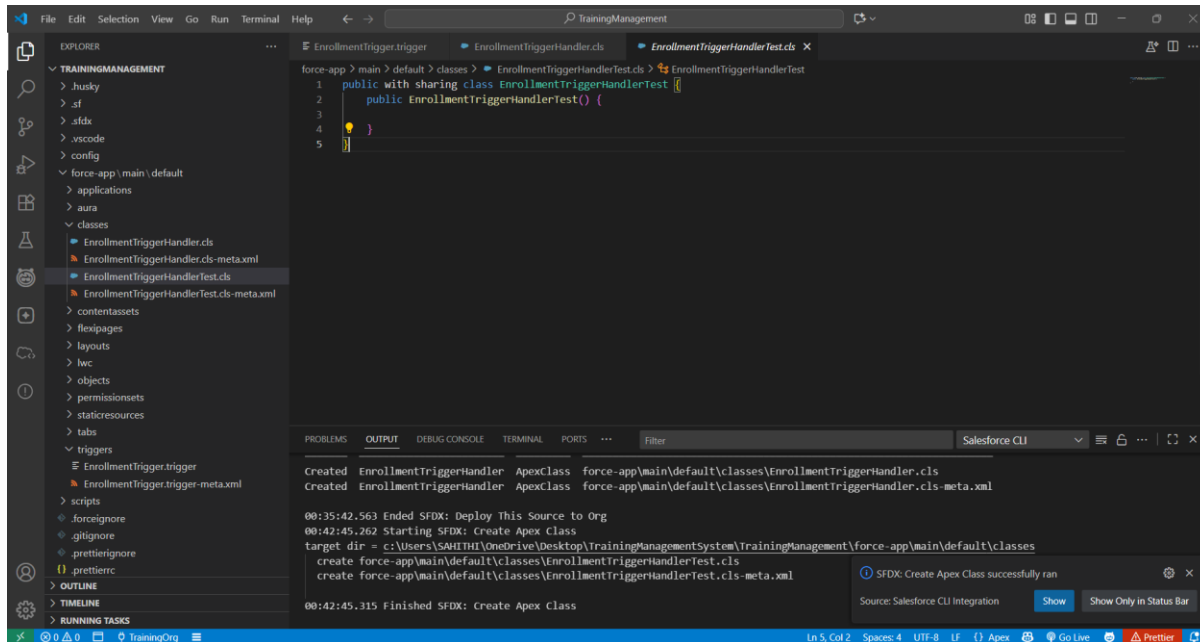 File Edit Selection View Go Run Terminal Help
TrainingManagement
EXPLORER
TRAININGMANAGEMENT
.husky
.sf
.sfdx
.vscode
config
force-app \ main \ default
applications
aura
classes
EnrollmentTriggerHandler.cls
EnrollmentTriggerHandler.cls-meta.xml
EnrollmentTriggerHandlerTest.cls
EnrollmentTriggerHandlerTest.cls-meta.xml
contentassets
flexipages
layouts
lwc
objects
permissionsets
staticresources
tabs
triggers
EnrollmentTrigger.trigger
EnrollmentTrigger.trigger-meta.xml
scripts
.forceignore
.gitignore
.prettierignore
.prettierrc
OUTLINE
TIMELINE
RUNNING TASKS
EnrollmentTrigger.trigger
EnrollmentTriggerHandler.cls
EnrollmentTriggerHandlerTest.cls
force-app > main > default > classes > EnrollmentTriggerHandlerTest.cls > EnrollmentTriggerHandlerTest
1 public with sharing class EnrollmentTriggerHandlerTest {
2 public EnrollmentTriggerHandlerTest() {
3
4 }
5 }
PROBLEMS OUTPUT DEBUG CONSOLE TERMINAL PORTS ··· Filter Salesforce CLI
Created EnrollmentTriggerHandler ApexClass force-app\main\default\classes\EnrollmentTriggerHandler.cls
Created EnrollmentTriggerHandler ApexClass force-app\main\default\classes\EnrollmentTriggerHandler.cls-meta.xml
00:35:42.563 Ended SFDX: Deploy This Source to Org
00:42:45.262 Starting SFDX: Create Apex Class
target dir = c:\Users\SAHITHI\OneDrive\Desktop\TrainingManagementSystem\TrainingManagement\force-app\main\default\classes
create force-app\main\default\classes\EnrollmentTriggerHandlerTest.cls
create force-app\main\default\classes\EnrollmentTriggerHandlerTest.cls-meta.xml
00:42:45.315 Finished SFDX: Create Apex Class
SFDX: Create Apex Class successfully ran
Source: Salesforce CLI Integration
Show
Show Only in Status Bar
0 0 TrainingOrg
Ln 5, Col 2 Spaces: 4 UTF-8 LF {} Apex Go Live Prettier